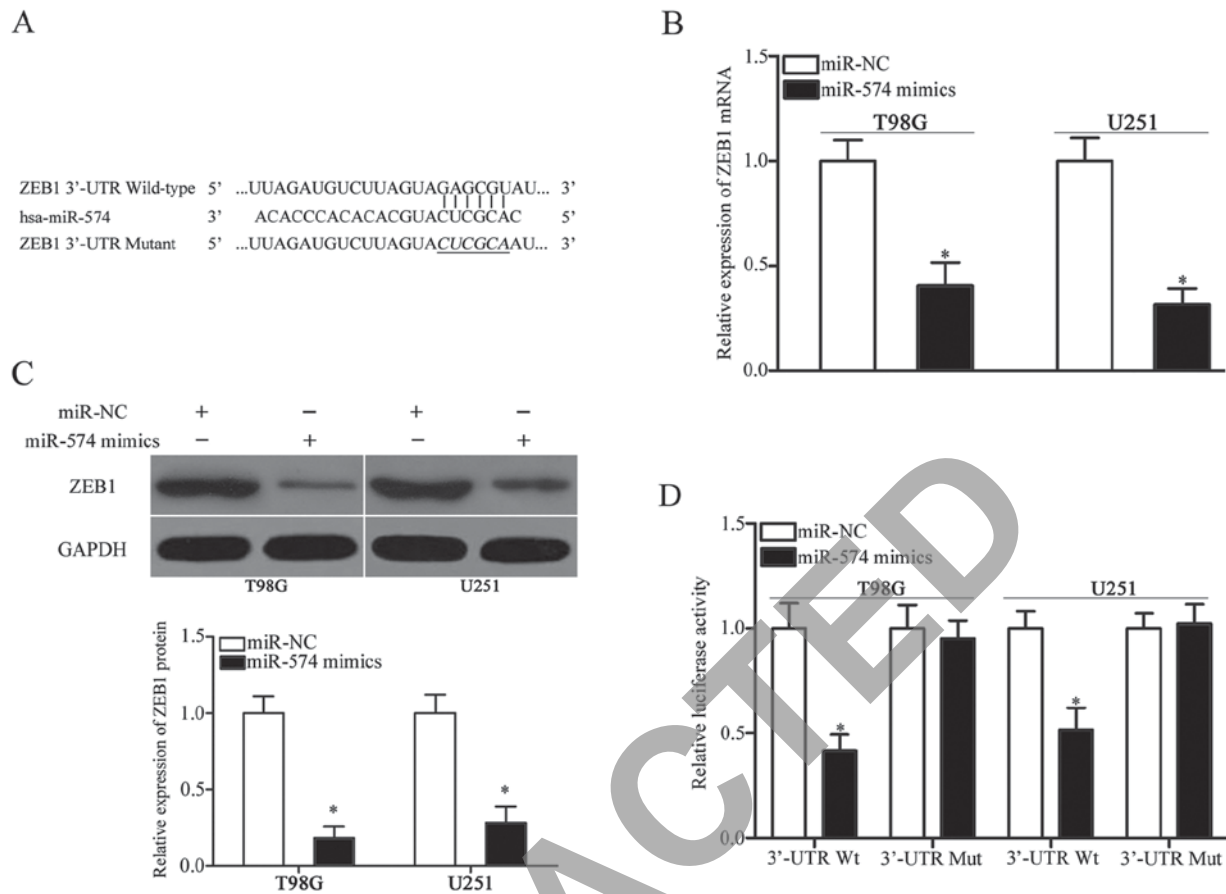 A
ZEB1 3'-UTR Wild-type 5' ...UUAGAUGUCUUAGUAGAGCGUAU... 3'
hsa-miR-574 3' ACACCCACACACGUACUCGCAC 5'
ZEB1 3'-UTR Mutant 5' ...UUAGAUGUCUUAGUACUCGCAAU... 3'
B
Relative expression of ZEB1 mRNA
1.5
1.0
0.5
0.0
miR-NC
miR-574 mimics
T98G U251
* *
C
miR-NC + − + −
miR-574 mimics − + − +
ZEB1
GAPDH
T98G U251
Relative expression of ZEB1 protein
1.5
1.0
0.5
0.0
miR-NC
miR-574 mimics
* *
T98G U251
D
Relative luciferase activity
1.5
1.0
0.5
0.0
miR-NC
miR-574 mimics
T98G U251
* *
3'-UTR Wt 3'-UTR Mut 3'-UTR Wt 3'-UTR Mut
ACTED